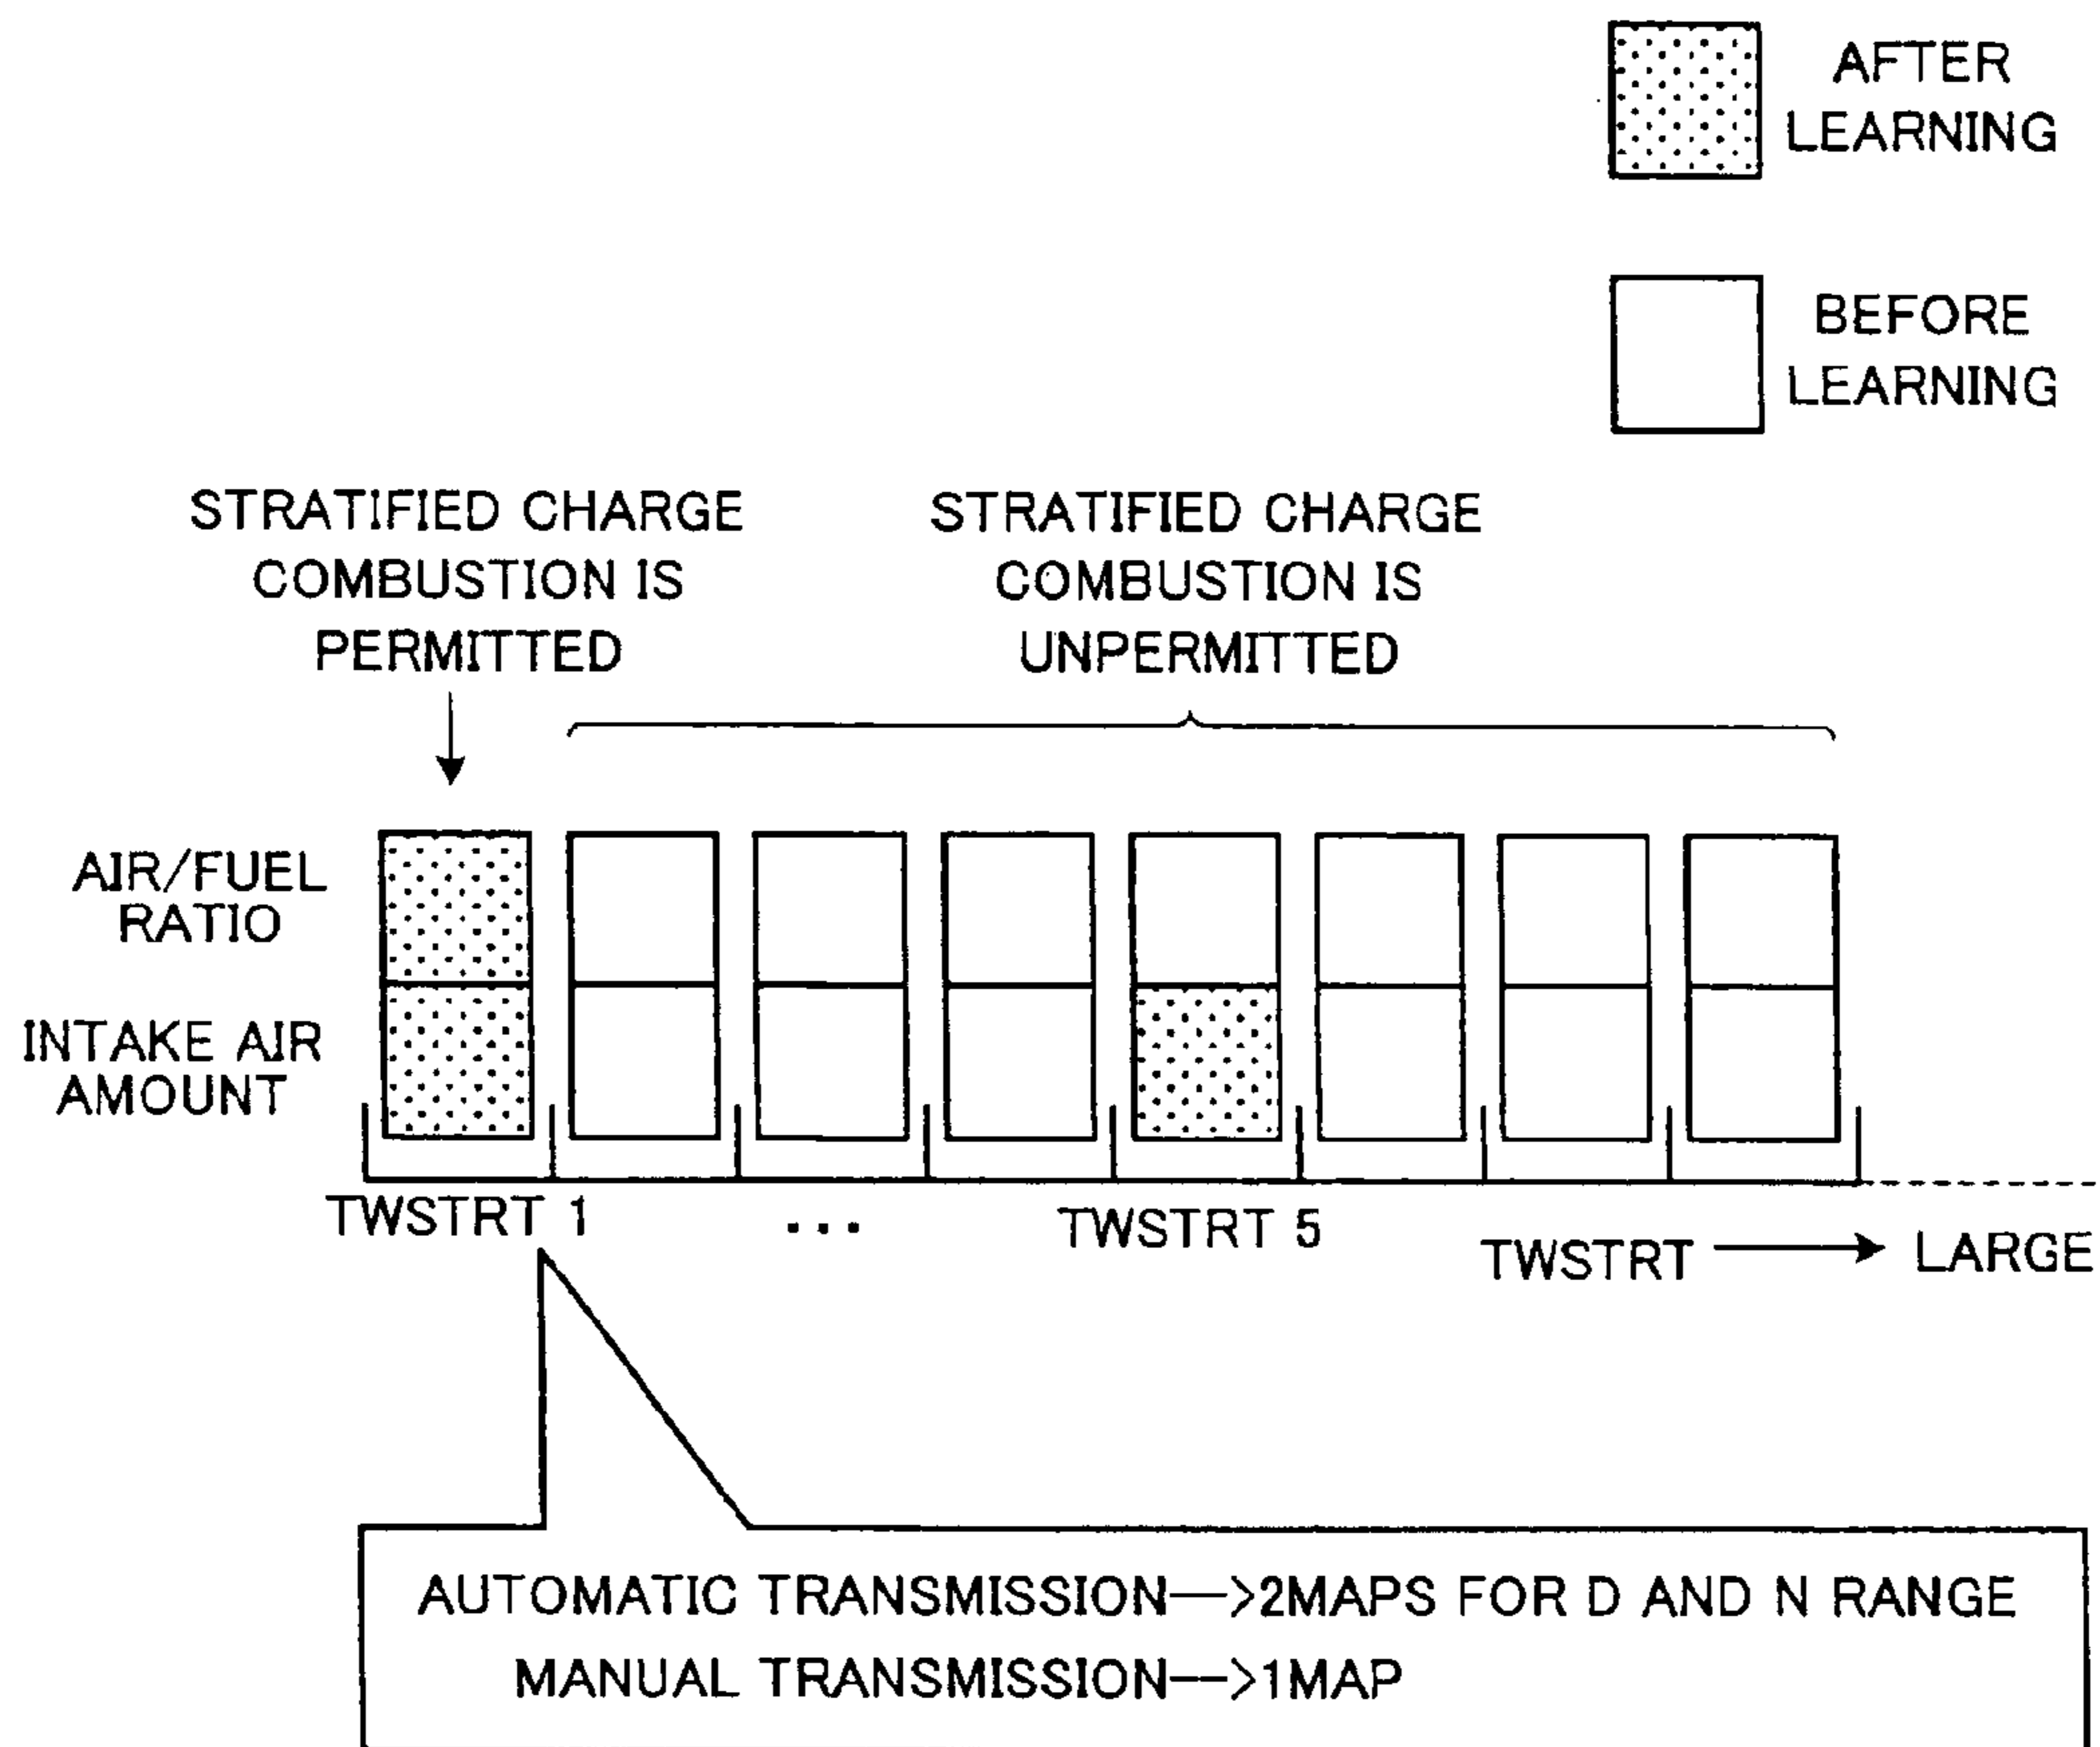 AFTER
LEARNING
BEFORE
LEARNING
STRATIFIED CHARGE
COMBUSTION IS
PERMITTED
STRATIFIED CHARGE
COMBUSTION IS
UNPERMITTED
AIR/FUEL
RATIO
INTAKE AIR
AMOUNT
TWSTRT 1
...
TWSTRT 5
TWSTRT → LARGE
AUTOMATIC TRANSMISSION—>2MAPS FOR D AND N RANGE
MANUAL TRANSMISSION—>1MAP